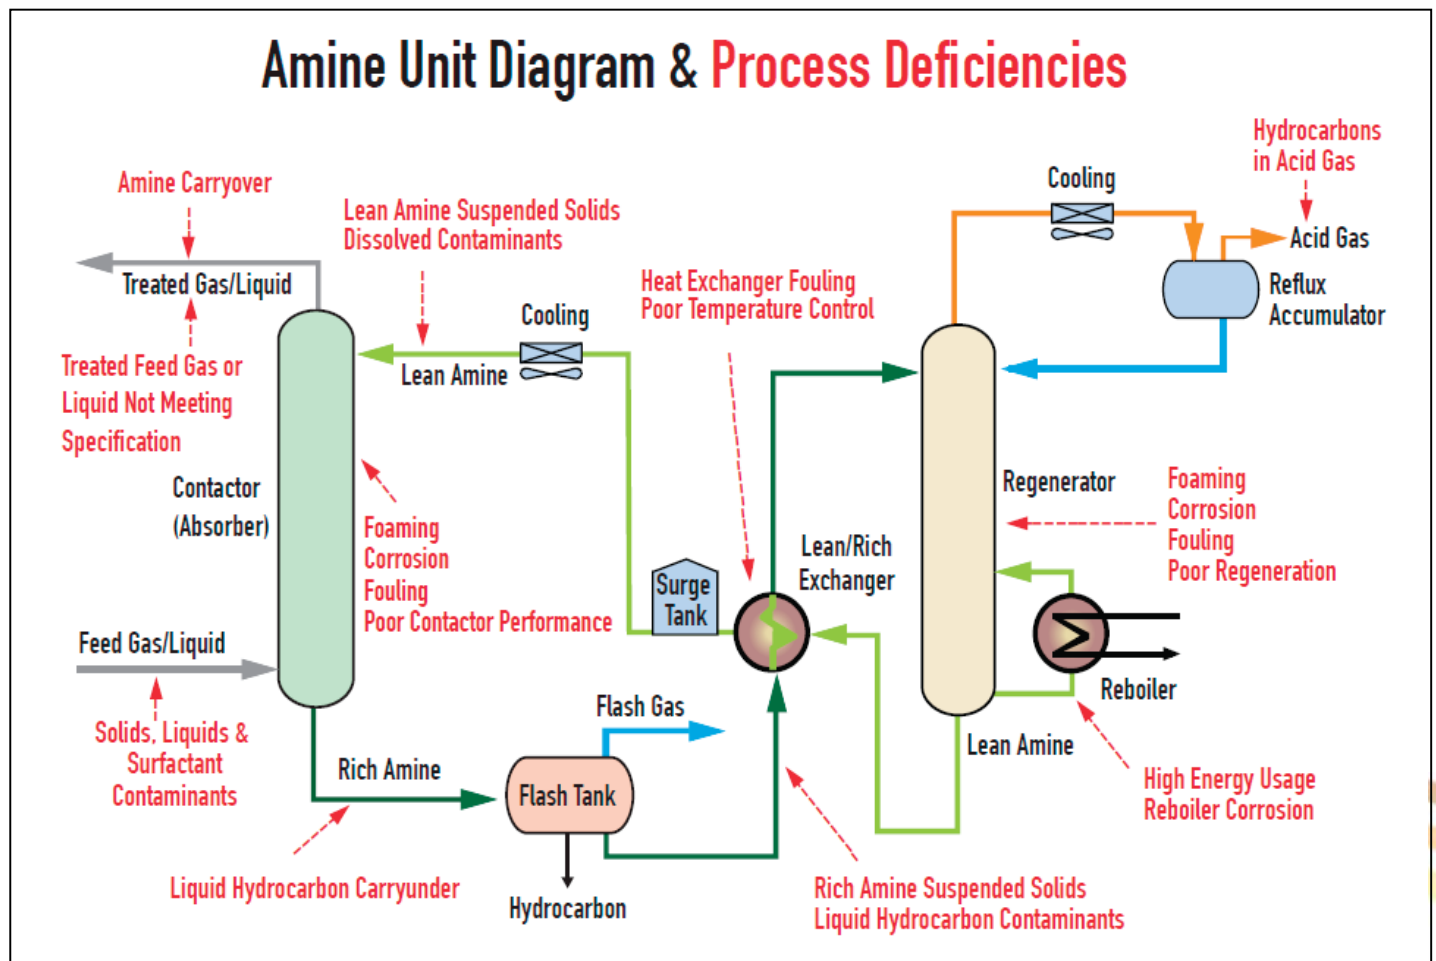 Amine Unit Diagram & Process Deficiencies
Hydrocarbons
in Acid Gas
Cooling
Amine Carryover
Lean Amine Suspended Solids
Dissolved Contaminants
Acid Gas
Treated Gas/Liquid
Heat Exchanger Fouling
Poor Temperature Control
Reflux
Accumulator
Cooling
Treated Feed Gas or
Liquid Not Meeting
Specification
Lean Amine
Contactor
(Absorber)
Regenerator
Foaming
Corrosion
Fouling
Poor Regeneration
Foaming
Corrosion
Fouling
Poor Contactor Performance
Lean/Rich
Exchanger
Surge
Tank
Feed Gas/Liquid
Reboiler
Solids, Liquids &
Surfactant
Contaminants
Flash Gas
Lean Amine
Rich Amine
Flash Tank
High Energy Usage
Reboiler Corrosion
Liquid Hydrocarbon Carryunder
Hydrocarbon
Rich Amine Suspended Solids
Liquid Hydrocarbon Contaminants